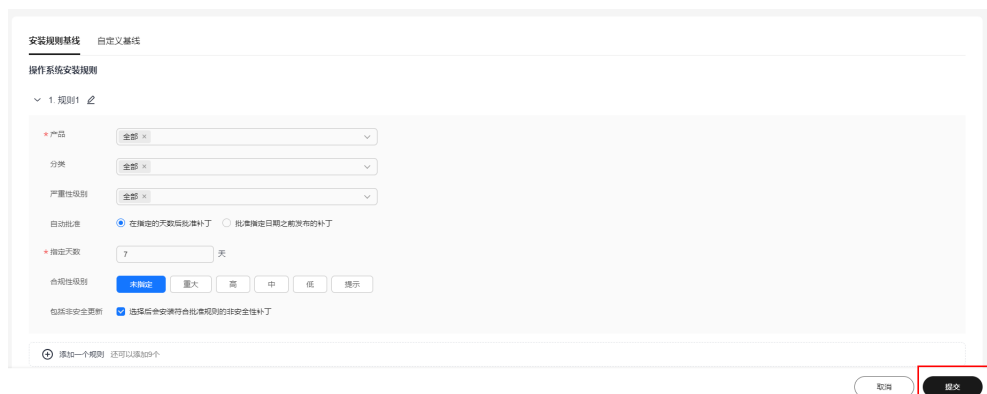 安装规则基线 自定义基线
操作系统安装规则
1. 规则1
* 产品 全部 ×
分类 全部 ×
严重性级别 全部 ×
自动批准 在指定的天数后批准补丁 批准指定日期之前发布的补丁
* 指定天数 7 天
合规性级别 未指定 重大 高 中 低 提示
包括非安全更新 选择后会安装符合批准规则的非安全性补丁
添加一个规则 还可以添加9个
取消 提交